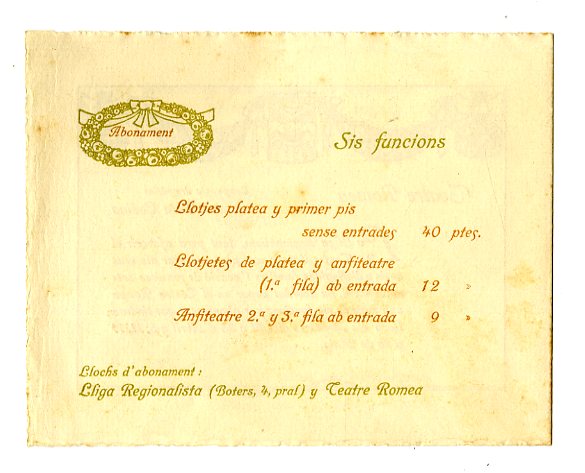 Abonament
Sis funcions
Llotjes platea y primer pis
sense entrades 40 ptes.
Llotjetes de platea y anfiteatre
(1.ª fila) ab entrada 12 »
Anfiteatre 2.ª y 3.ª fila ab entrada 9 »
Llochs d'abonament:
Lliga Regionalista (Boters, 4, pral) y Teatre Romea